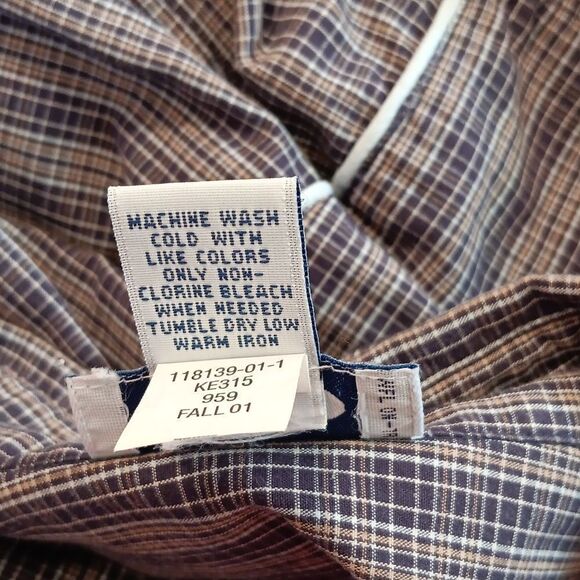 MACHINE WASH
COLD WITH
LIKE COLORS
ONLY NON-
CLORINE BLEACH
WHEN NEEDED
TUMBLE DRY LOW
WARM IRON
118139-01-1
KE315
959
FALL 01